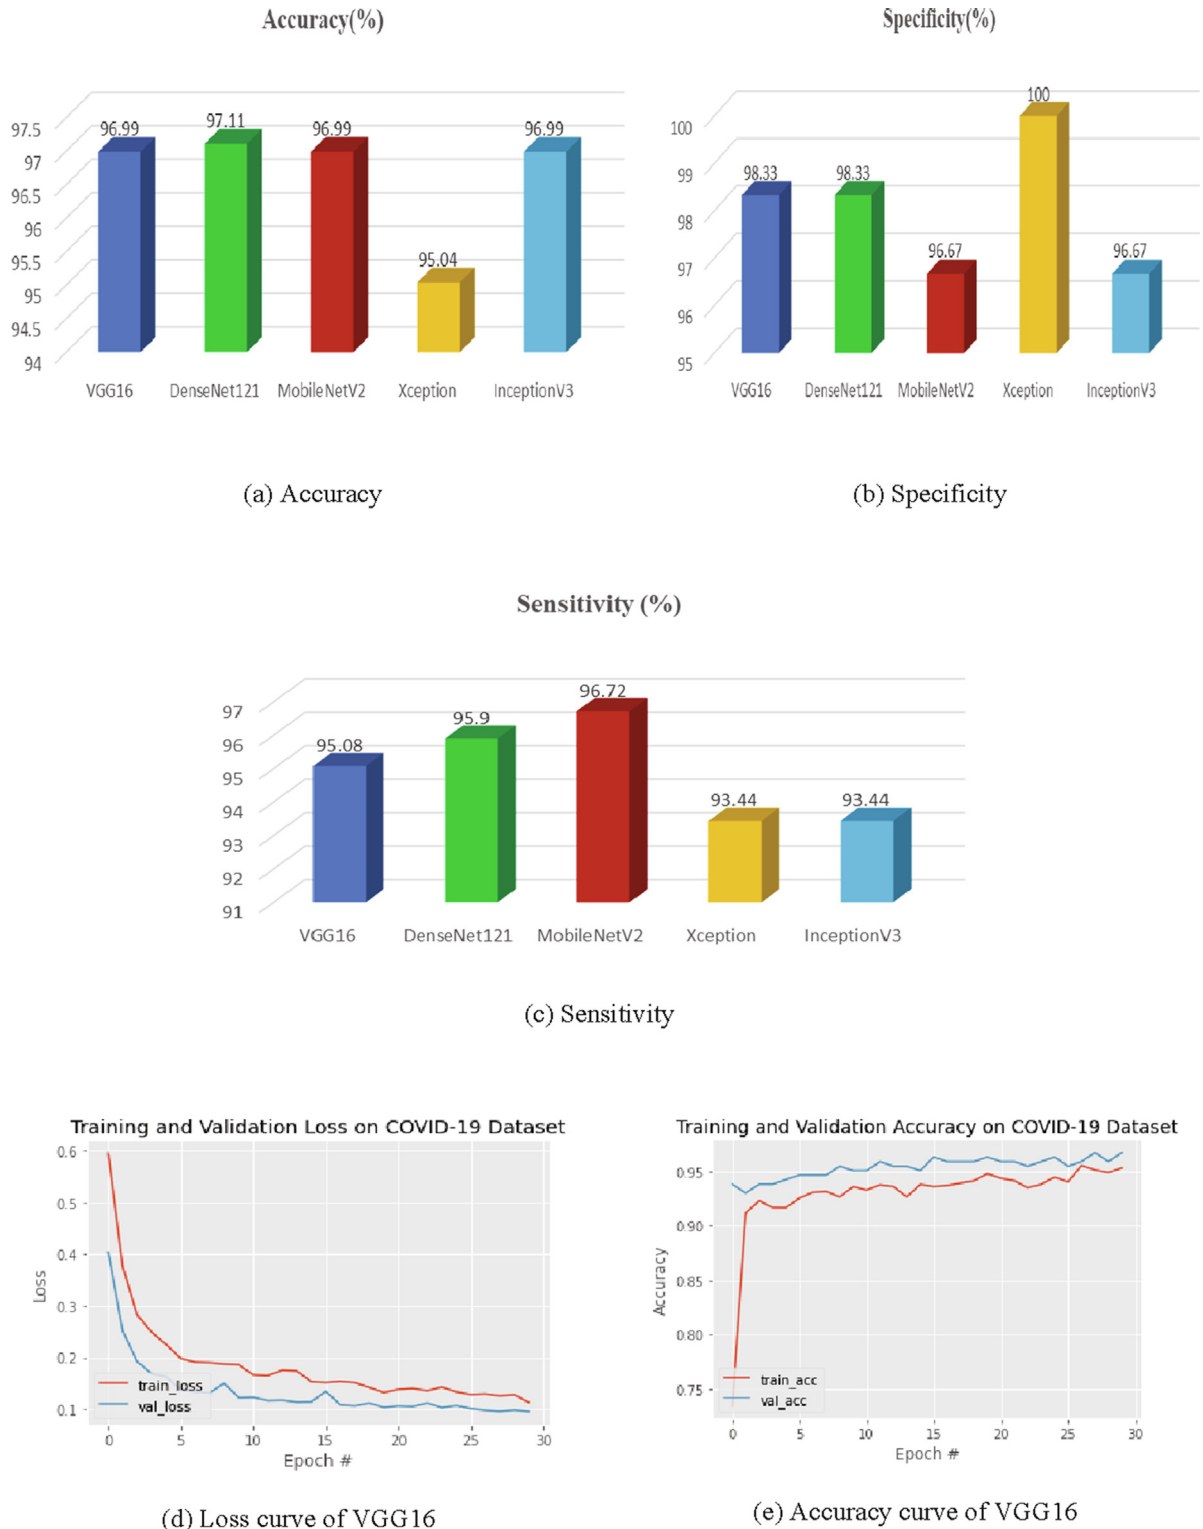 Accuracy(%)
97.5
97
96.5
96
95.5
95
94.5
94
96.99
97.11
96.99
95.04
96.99
VGG16 DenseNet121 MobileNetV2 Xception InceptionV3
(a) Accuracy
Specificity(%)
100
99
98
97
96
95
98.33
98.33
96.67
100
96.67
VGG16 DenseNet121 MobileNetV2 Xception InceptionV3
(b) Specificity
Sensitivity (%)
97
96
95
94
93
92
91
95.08
95.9
96.72
93.44
93.44
VGG16 DenseNet121 MobileNetV2 Xception InceptionV3
(c) Sensitivity
Training and Validation Loss on COVID-19 Dataset
0.6
0.5
0.4
0.3
0.2
0.1
Loss
train_loss
val_loss
0 5 10 15 20 25 30
Epoch #
(d) Loss curve of VGG16
Training and Validation Accuracy on COVID-19 Dataset
0.95
0.90
0.85
0.80
0.75
Accuracy
train_acc
val_acc
0 5 10 15 20 25 30
Epoch #
(e) Accuracy curve of VGG16